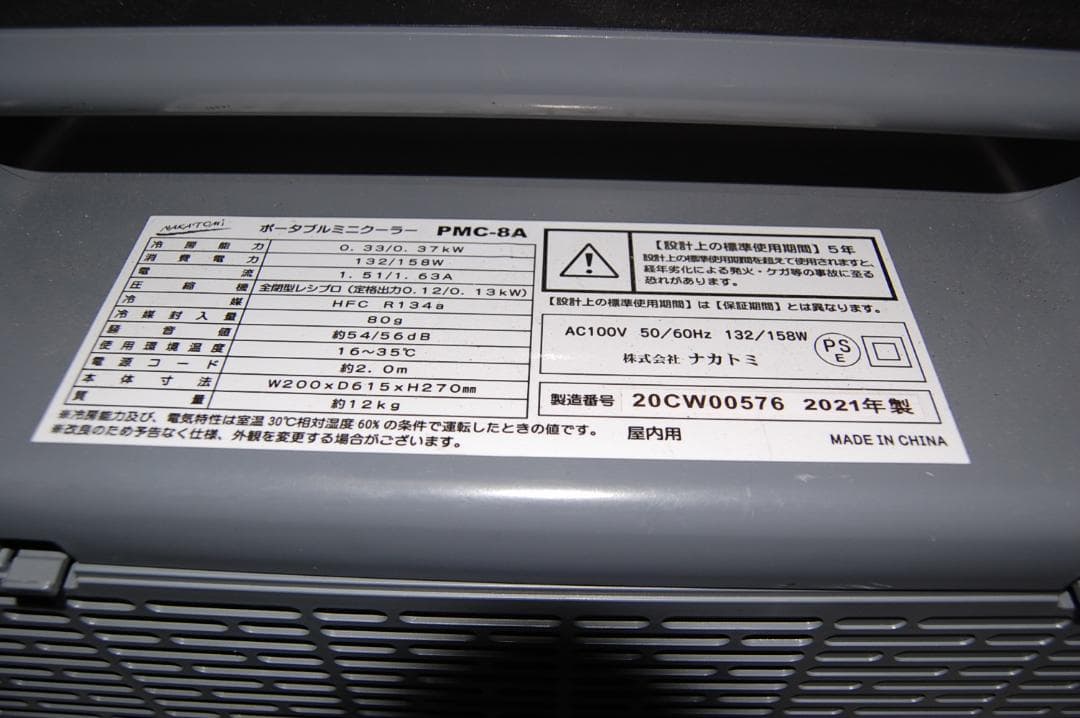 NAKATOMI ポータブルミニクーラー PMC-8A
冷房能力 0.33/0.37kW
消費電力 132/158W
電流 1.51/1.63A
圧縮機 全閉型レシプロ（定格出力0.12/0.13kW）
冷媒 HFC R134a
冷媒封入量 80g
騒音値 約54/56dB
使用環境温度 16～35℃
電源コード 約2.0m
本体寸法 W200×D615×H270mm
質量 約12kg
※冷房能力及び、電気特性は室温30℃相対湿度60%の条件で運転したときの値です。
※改良のため予告なく仕様、外観を変更する場合がございます。
屋内用
【設計上の標準使用期間】5年
設計上の標準使用期間を超えて使用されますと、
経年劣化による発火・ケガ等の事故に至る
恐れがあります。
【設計上の標準使用期間】は【保証期間】とは異なります。
AC100V 50/60Hz 132/158W
株式会社 ナカトミ
PS
E
製造番号 20CW00576 2021年製
MADE IN CHINA